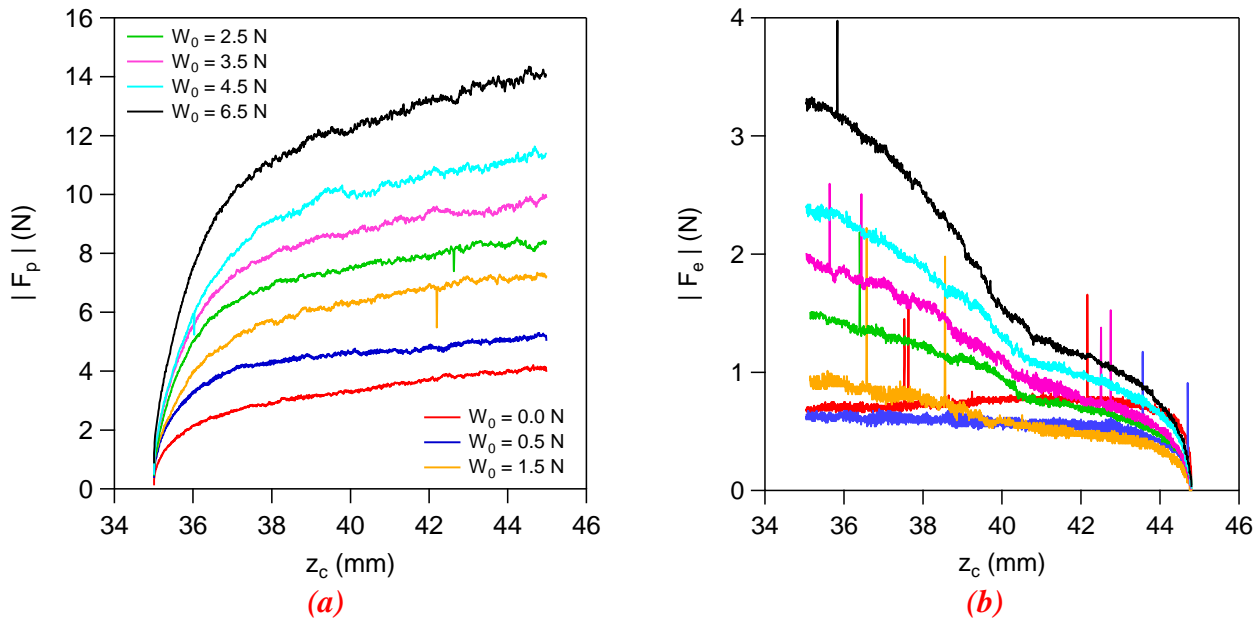 16
14
12
10
8
6
4
2
0
| F_p | (N)
W_0 = 2.5 N
W_0 = 3.5 N
W_0 = 4.5 N
W_0 = 6.5 N
W_0 = 0.0 N
W_0 = 0.5 N
W_0 = 1.5 N
34 36 38 40 42 44 46
z_c (mm)
(a)
4
3
2
1
0
| F_e | (N)
34 36 38 40 42 44 46
z_c (mm)
(b)